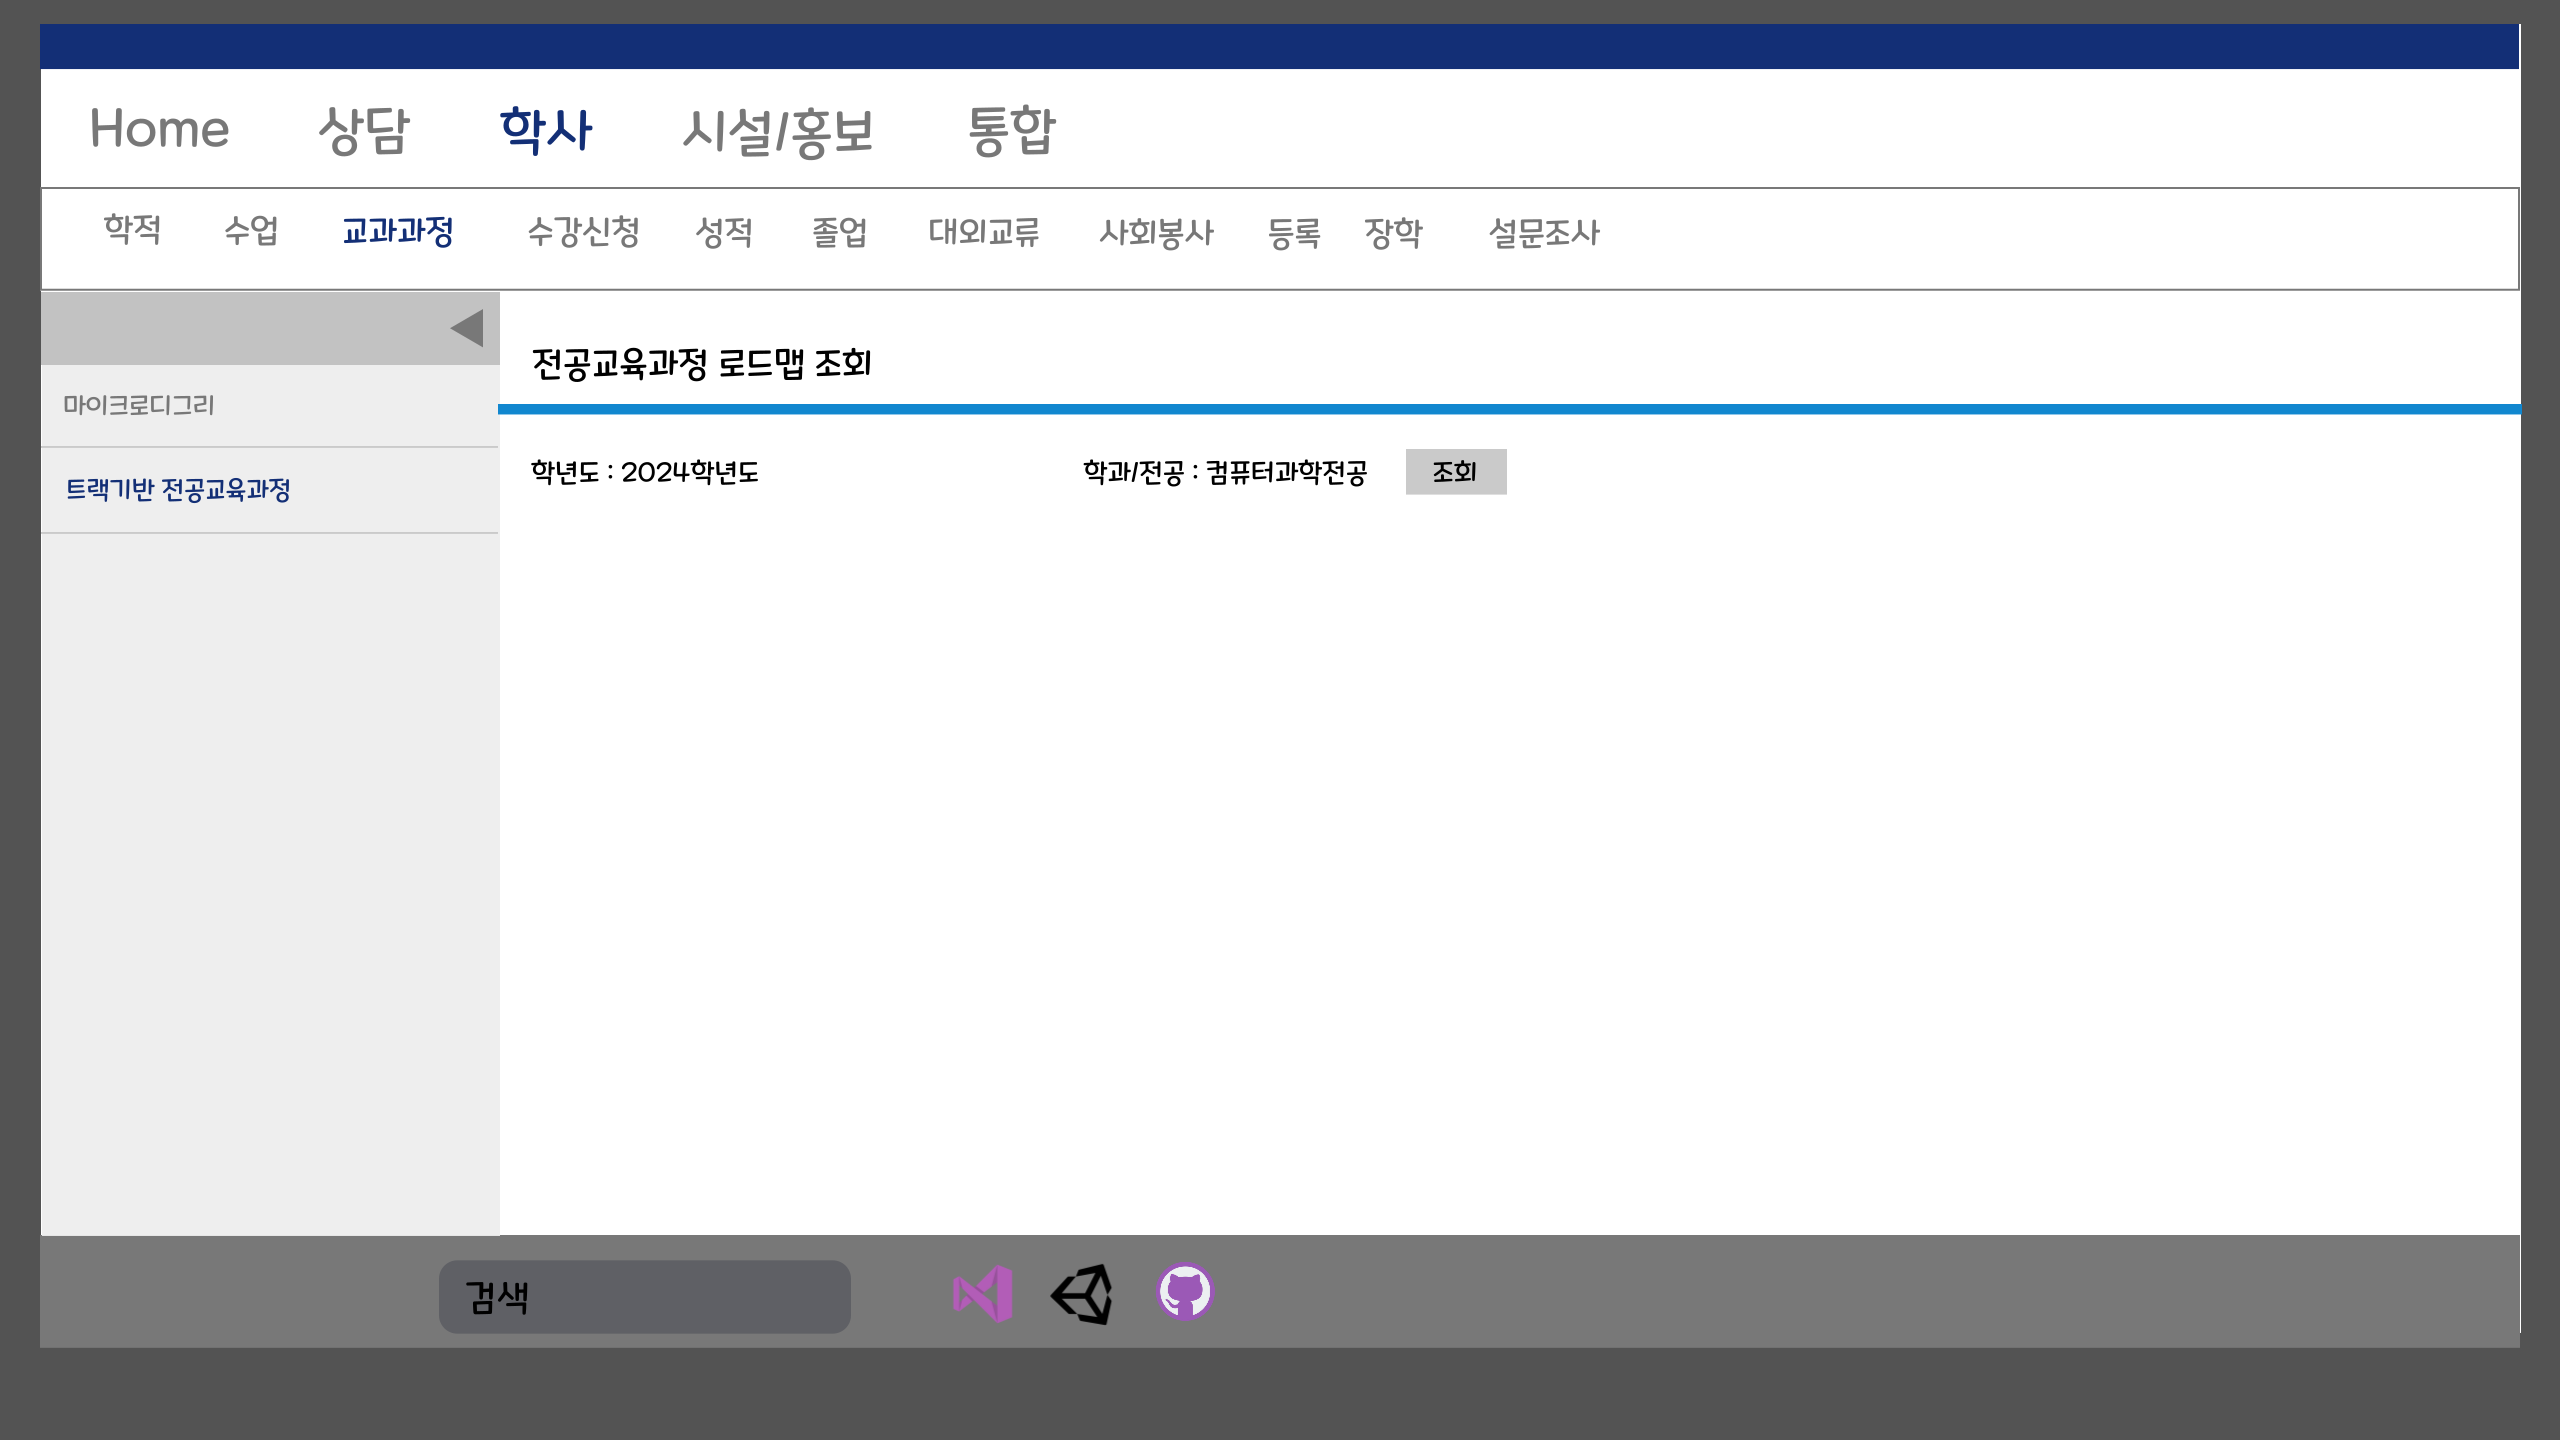 Home 상담 학사 시설/홍보 통합
학적 수업 교과과정 수강신청 성적 졸업 대외교류 사회봉사 등록 장학 설문조사
전공교육과정 로드맵 조회
마이크로디그리
학년도 : 2024학년도 학과/전공 : 컴퓨터과학전공 조회
트랙기반 전공교육과정
검색